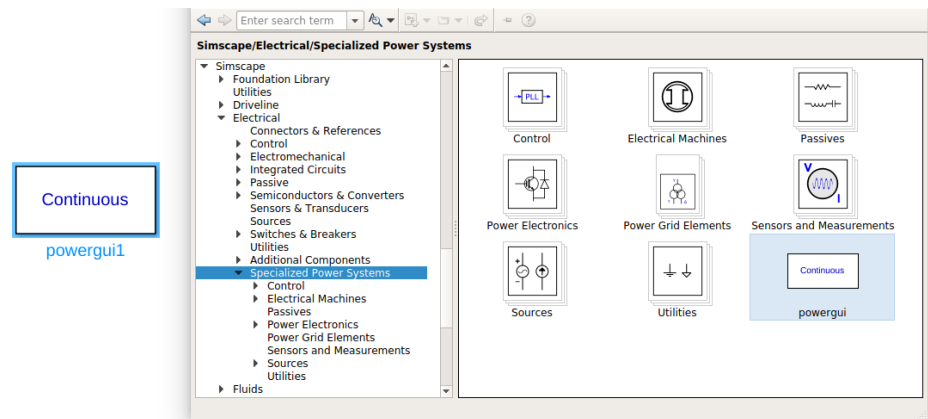 Enter search term
Simscape/Electrical/Specialized Power Systems
Simscape
Foundation Library
Utilities
Driveline
Electrical
Connectors & References
Control
Electromechanical
Integrated Circuits
Passive
Semiconductors & Converters
Sensors & Transducers
Sources
Switches & Breakers
Utilities
Additional Components
Specialized Power Systems
Control
Electrical Machines
Passives
Power Electronics
Power Grid Elements
Sensors and Measurements
Sources
Utilities
Fluids
Continuous
powergui1
PLL
Control
Electrical Machines
Passives
Power Electronics
Power Grid Elements
V
I
Sensors and Measurements
Sources
Utilities
Continuous
powergui